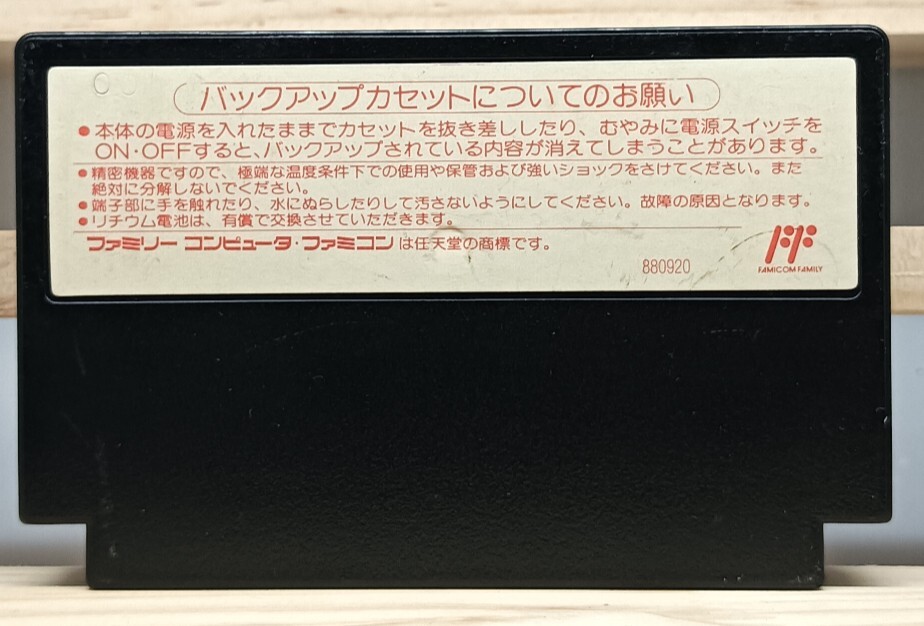 バックアップカセットについてのお願い
●本体の電源を入れたままでカセットを抜き差ししたり、むやみに電源スイッチを
ON・OFFすると、バックアップされている内容が消えてしまうことがあります。
●精密機器ですので、極端な温度条件下での使用や保管および強いショックをさけてください。また
絶対に分解しないでください。
●端子部に手を触れたり、水にぬらしたりして汚さないようにしてください。故障の原因となります。
●リチウム電池は、有償で交換させていただきます。
ファミリーコンピュータ・ファミコンは任天堂の商標です。
880920
FAMICOM FAMILY